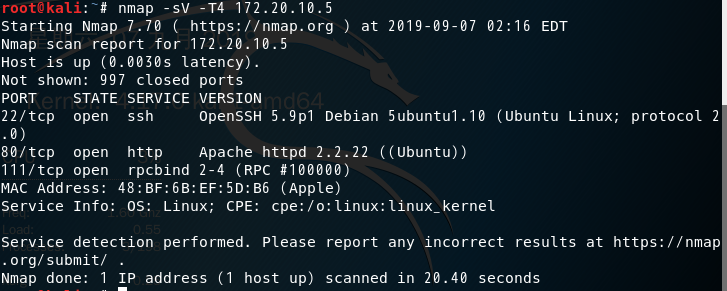 root@kali:~# nmap -sV -T4 172.20.10.5
Starting Nmap 7.70 ( https://nmap.org ) at 2019-09-07 02:16 EDT
Nmap scan report for 172.20.10.5
Host is up (0.0030s latency).
Not shown: 997 closed ports
PORT    STATE SERVICE VERSION
22/tcp  open  ssh     OpenSSH 5.9p1 Debian 5ubuntu1.10 (Ubuntu Linux; protocol 2
.0)
80/tcp  open  http    Apache httpd 2.2.22 ((Ubuntu))
111/tcp open  rpcbind 2-4 (RPC #100000)
MAC Address: 48:BF:6B:EF:5D:B6 (Apple)
Service Info: OS: Linux; CPE: cpe:/o:linux:linux_kernel

Service detection performed. Please report any incorrect results at https://nmap
.org/submit/ .
Nmap done: 1 IP address (1 host up) scanned in 20.40 seconds